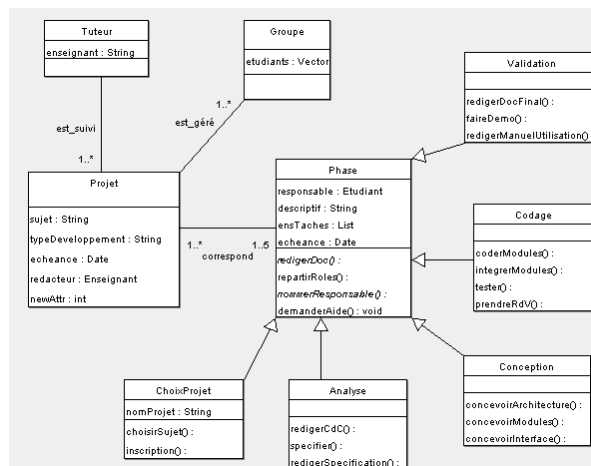 Tuteur
enseignant : String
Groupe
etudiants : Vector
Validation
redigerDocFinal() :
faireDemo() :
redigerManuelUtilisation()
est_suivi
1..*
1..*
est_géré
Projet
sujet : String
typeDeveloppement : String
echeance : Date
redacteur : Enseignant
newAttr : int
1..*
correspond
1..5
Phase
responsable : Etudiant
descriptif : String
ensTaches : List
echeance : Date
redigerDoc() :
repartirRoles() :
nommerResponsable() :
demanderAide() : void
Codage
coderModules() :
integrerModules() :
tester() :
prendreRdV() :
ChoixProjet
nomProjet : String
choisirSujet() :
inscription() :
Analyse
redigerCdC() :
specifier() :
redigerSpecification() :
Conception
concevoirArchitecture() :
concevoirModules() :
concevoirInterface() :